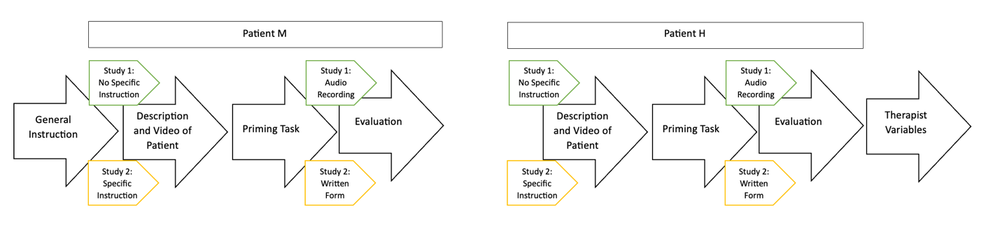 Patient M
Patient H
Study 1:
No Specific
Instruction
Study 1:
Audio
Recording
Study 1:
No Specific
Instruction
Study 1:
Audio
Recording
General
Instruction
Description
and Video of
Patient
Priming Task
Evaluation
Description
and Video of
Patient
Priming Task
Evaluation
Therapist
Variables
Study 2:
Specific
Instruction
Study 2:
Written
Form
Study 2:
Specific
Instruction
Study 2:
Written
Form